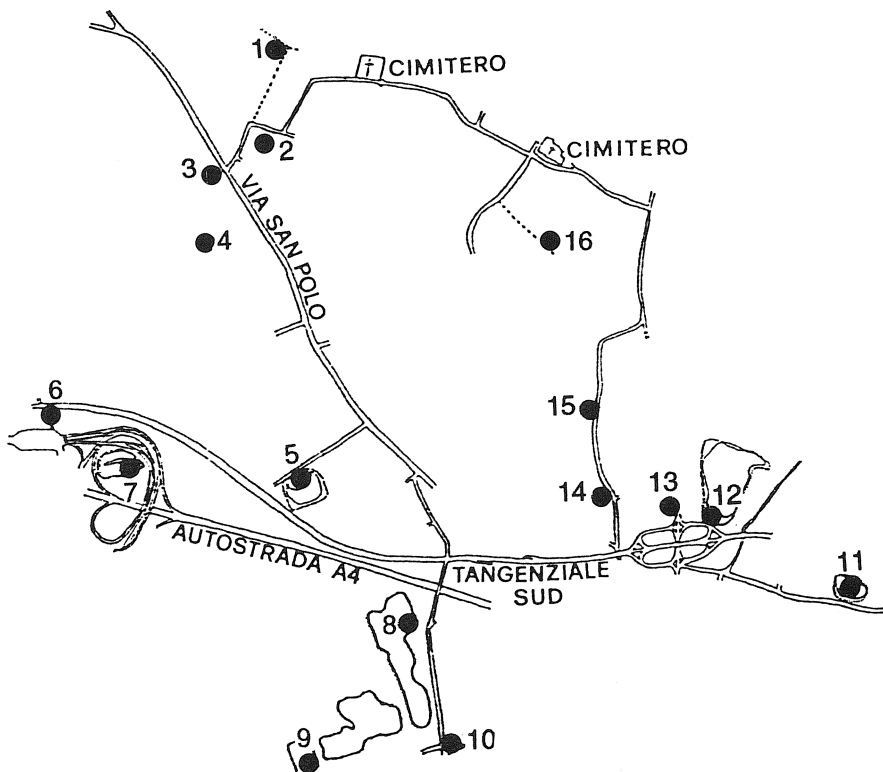 1
CIMITERO
2
CIMITERO
3
VIA SAN POLO
4
16
6
15
5
7
14
13
12
AUTOSTRADA A4
TANGENZIALE
SUD
11
8
9
10